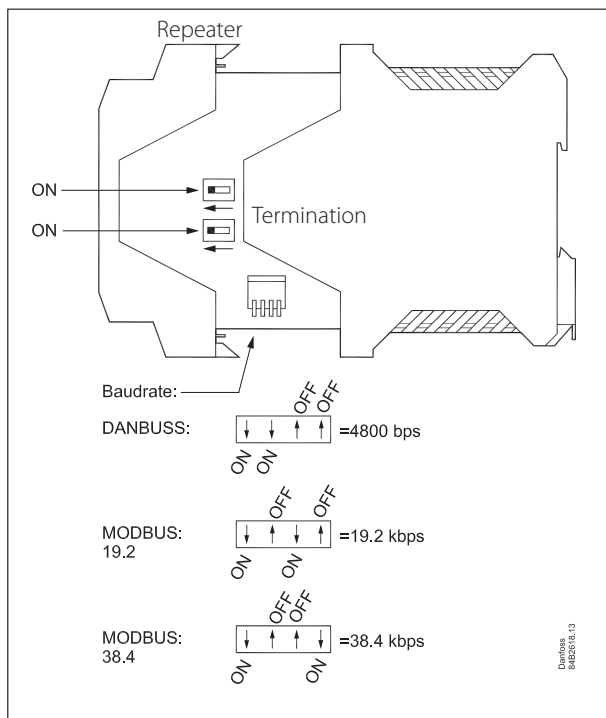 Repeater
ON
Termination
ON
Baudrate:
OFF OFF
DANBUSS: =4800 bps
ON ON
OFF OFF
MODBUS: =19.2 kbps
19.2
ON ON
OFF OFF
MODBUS: =38.4 kbps
38.4
ON ON
Danfoss
84B2618.13